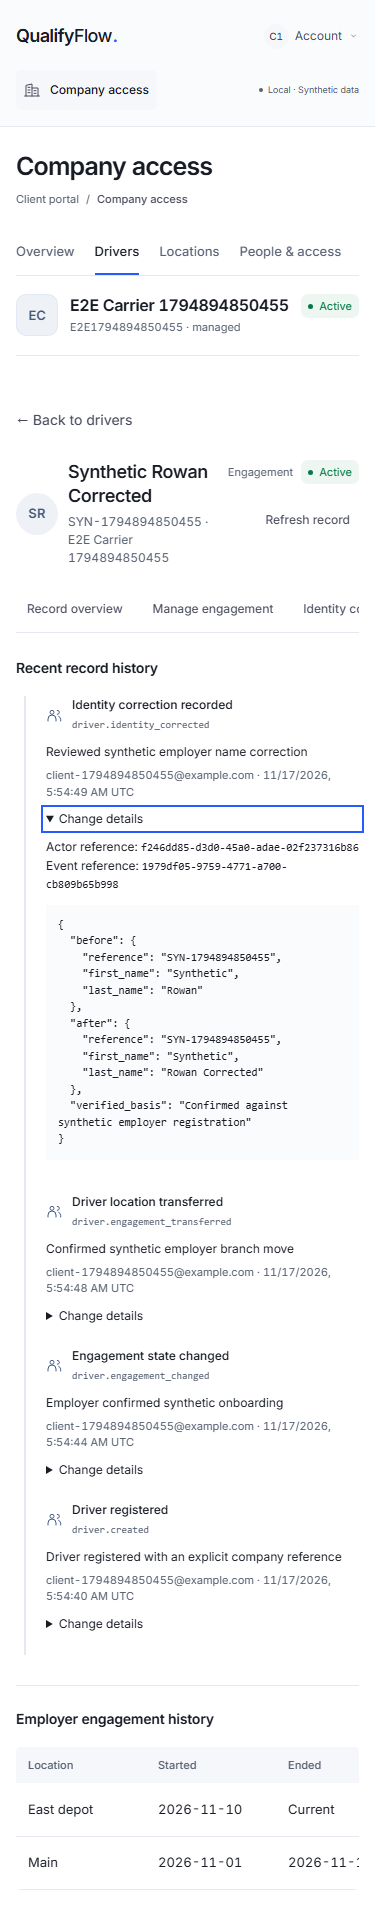 QualifyFlow.
C1 Account
Company access
Local · Synthetic data
Company access
Client portal / Company access
Overview Drivers Locations People & access
EC
E2E Carrier 1794894850455
Active
E2E1794894850455 · managed
← Back to drivers
SR
Synthetic Rowan
Corrected
Engagement
Active
SYN-1794894850455 ·
E2E Carrier
1794894850455
Refresh record
Record overview Manage engagement Identity co
Recent record history
Identity correction recorded
driver.identity_corrected
Reviewed synthetic employer name correction
client-1794894850455@example.com · 11/17/2026,
5:54:49 AM UTC
▼ Change details
Actor reference: f246dd85-d3d0-45a0-adae-02f237316b86
Event reference: 1979df05-9759-4771-a700-
cb809b65b998
{
"before": {
"reference": "SYN-1794894850455",
"first_name": "Synthetic",
"last_name": "Rowan"
},
"after": {
"reference": "SYN-1794894850455",
"first_name": "Synthetic",
"last_name": "Rowan Corrected"
},
"verified_basis": "Confirmed against
synthetic employer registration"
}
Driver location transferred
driver.engagement_transferred
Confirmed synthetic employer branch move
client-1794894850455@example.com · 11/17/2026,
5:54:48 AM UTC
▶ Change details
Engagement state changed
driver.engagement_changed
Employer confirmed synthetic onboarding
client-1794894850455@example.com · 11/17/2026,
5:54:44 AM UTC
▶ Change details
Driver registered
driver.created
Driver registered with an explicit company reference
client-1794894850455@example.com · 11/17/2026,
5:54:40 AM UTC
▶ Change details
Employer engagement history
Location Started Ended
East depot 2026-11-10 Current
Main 2026-11-01 2026-11-1